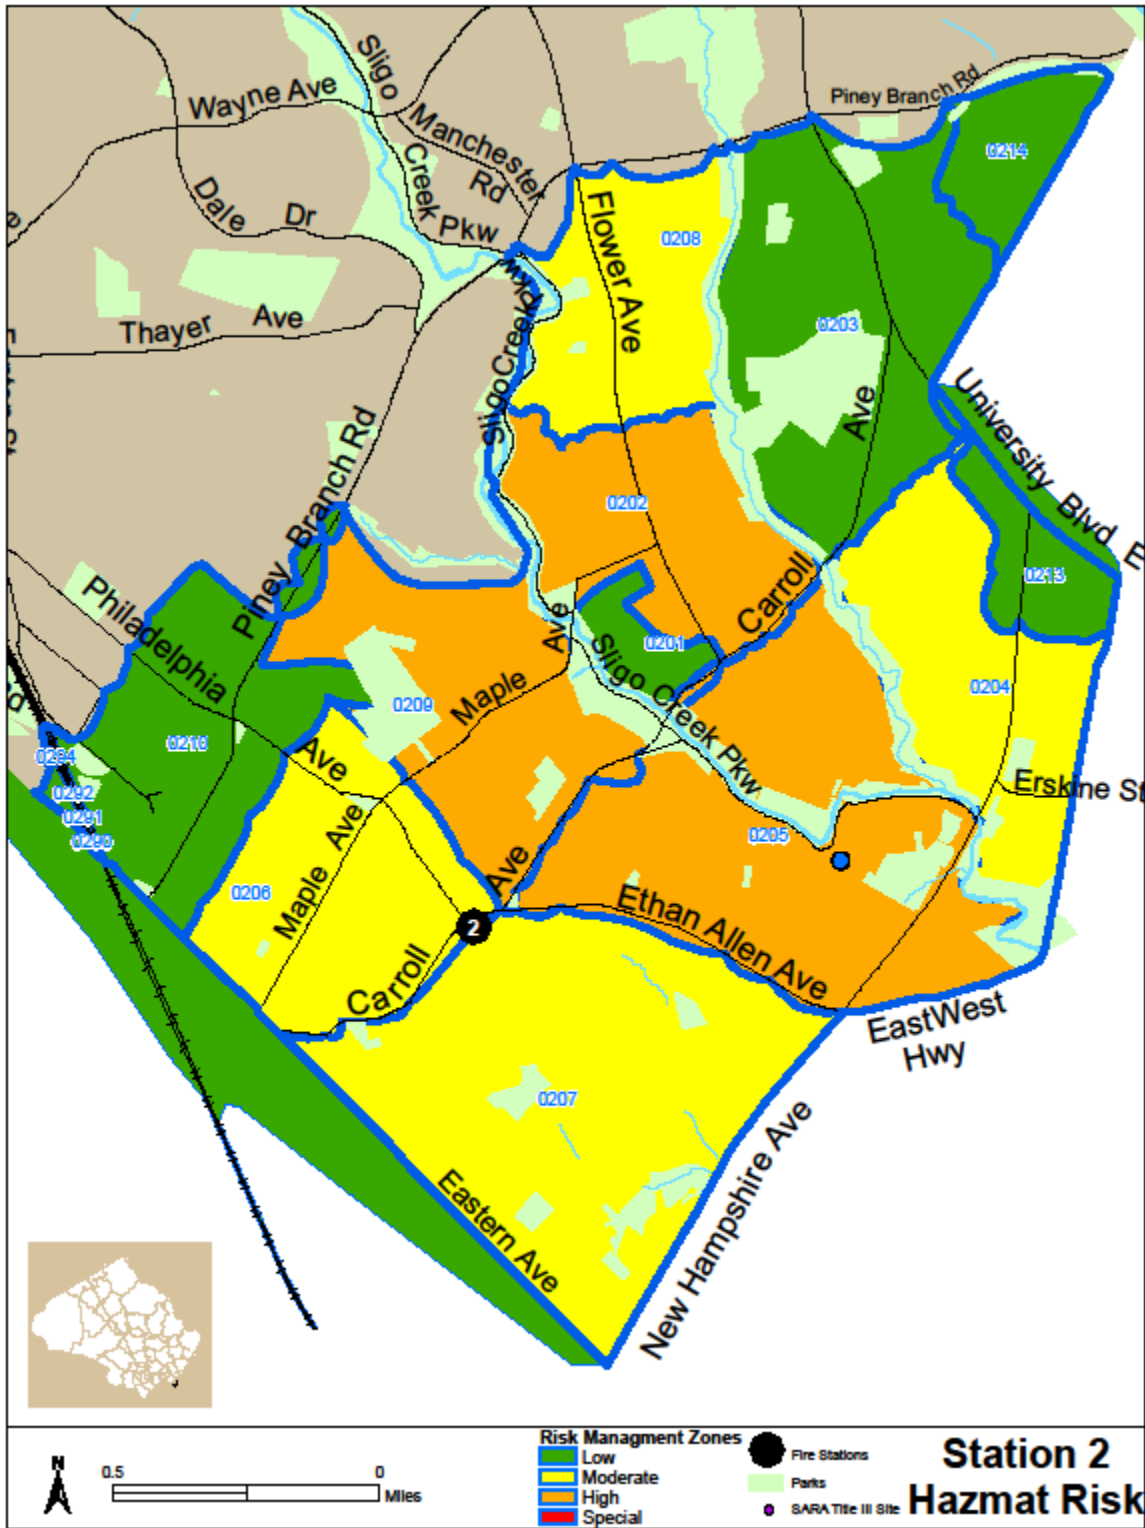 Piney Branch Rd
Wayne Ave
Sligo
Creek
Pkw
Manchester
Rd
Dale Dr
Thayer Ave
Flower Ave
0214
0208
0203
SligoCreekPkw
Ave
University Blvd E
Piney Branch Rd
0202
0213
Philadelphia
Ave
Carroll
Ave
0201
Sligo Creek Pkw
0204
Maple
0209
0210
0294
0292
0291
0290
Erskine St
0205
Maple Ave
0206
Ave
Ethan Allen Ave
2
Carroll
EastWest
Hwy
0207
New Hampshire Ave
Eastern Ave
N
0.5 0
Miles
Risk Managment Zones
Low
Moderate
High
Special
Fire Stations
Parks
SARA Title III Site
Station 2
Hazmat Risk